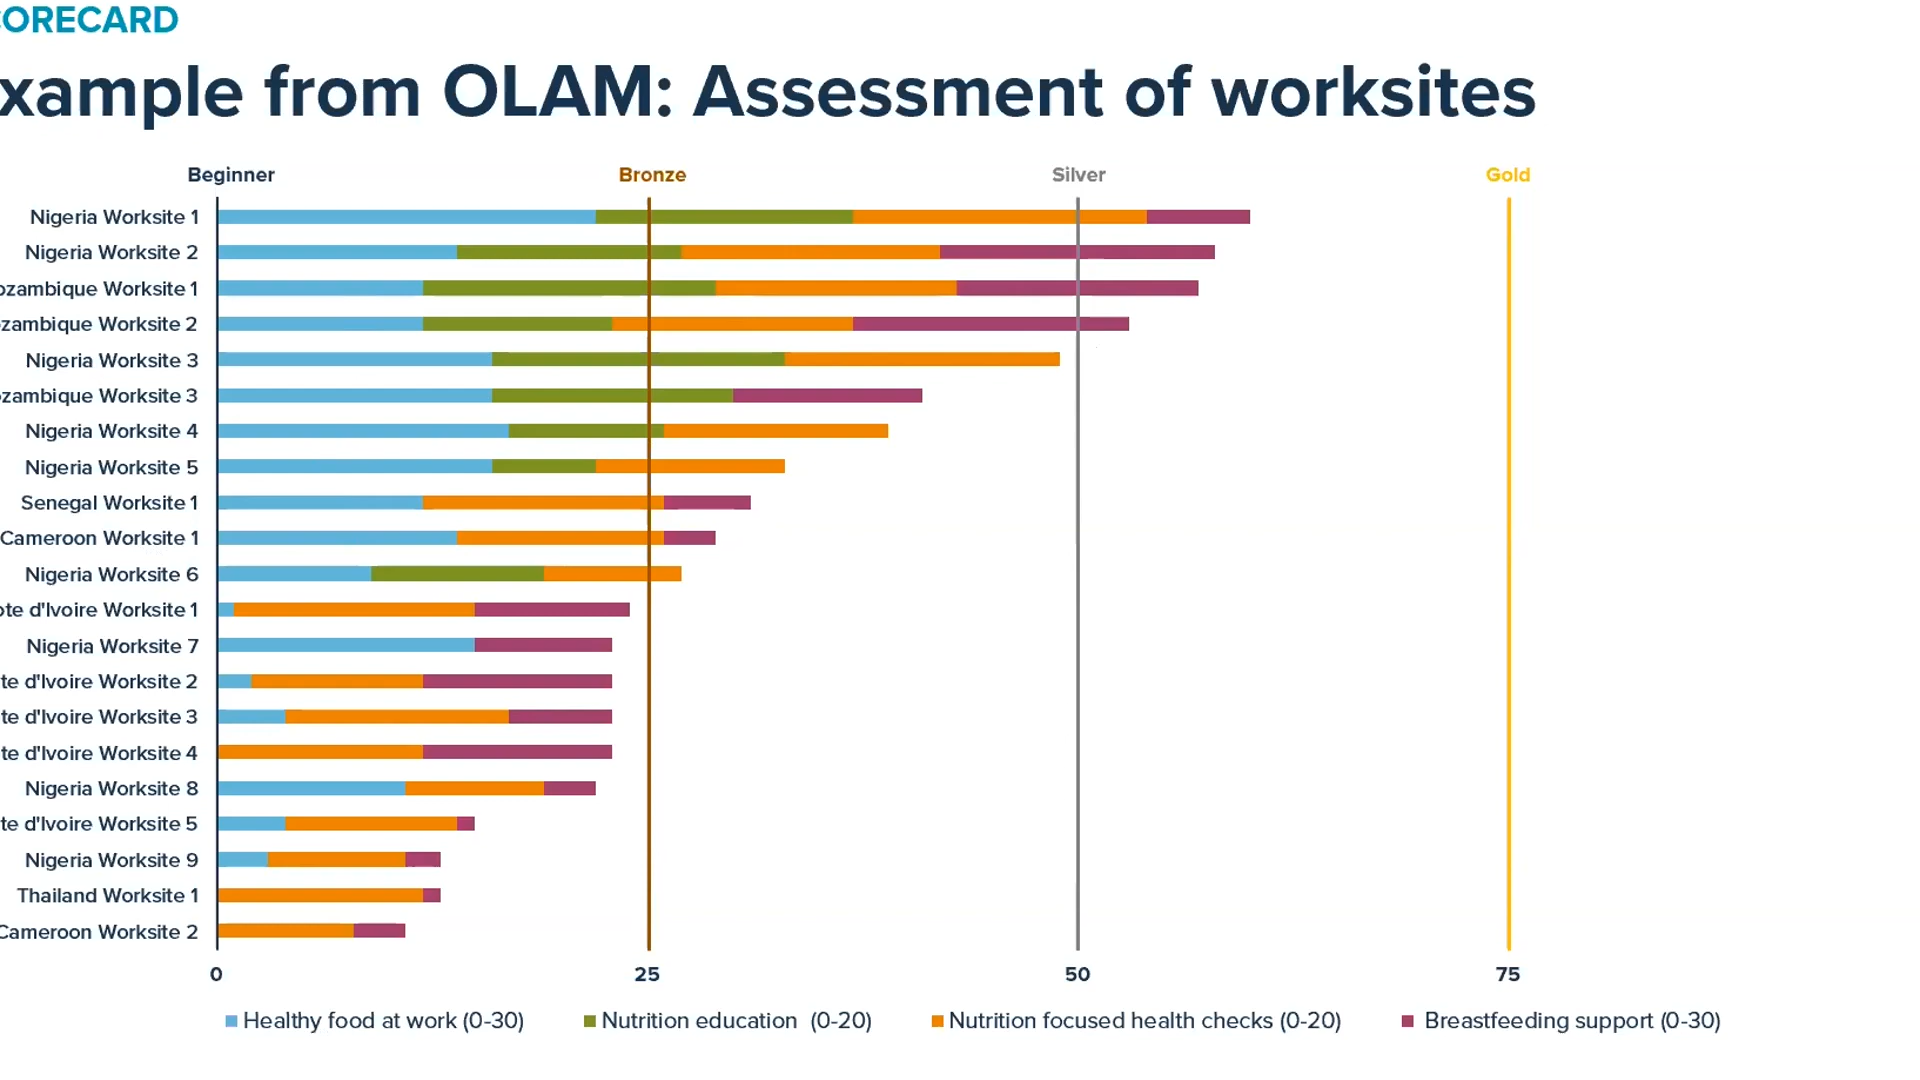 ORECARD
xample from OLAM: Assessment of worksites
Beginner Bronze Silver Gold
Nigeria Worksite 1
Nigeria Worksite 2
ozambique Worksite 1
zambique Worksite 2
Nigeria Worksite 3
ozambique Worksite 3
Nigeria Worksite 4
Nigeria Worksite 5
Senegal Worksite 1
Cameroon Worksite 1
Nigeria Worksite 6
ote d'Ivoire Worksite 1
Nigeria Worksite 7
te d'Ivoire Worksite 2
te d'Ivoire Worksite 3
te d'Ivoire Worksite 4
Nigeria Worksite 8
te d'Ivoire Worksite 5
Nigeria Worksite 9
Thailand Worksite 1
Cameroon Worksite 2
0 25 50 75
Healthy food at work (0-30) Nutrition education (0-20) Nutrition focused health checks (0-20) Breastfeeding support (0-30)